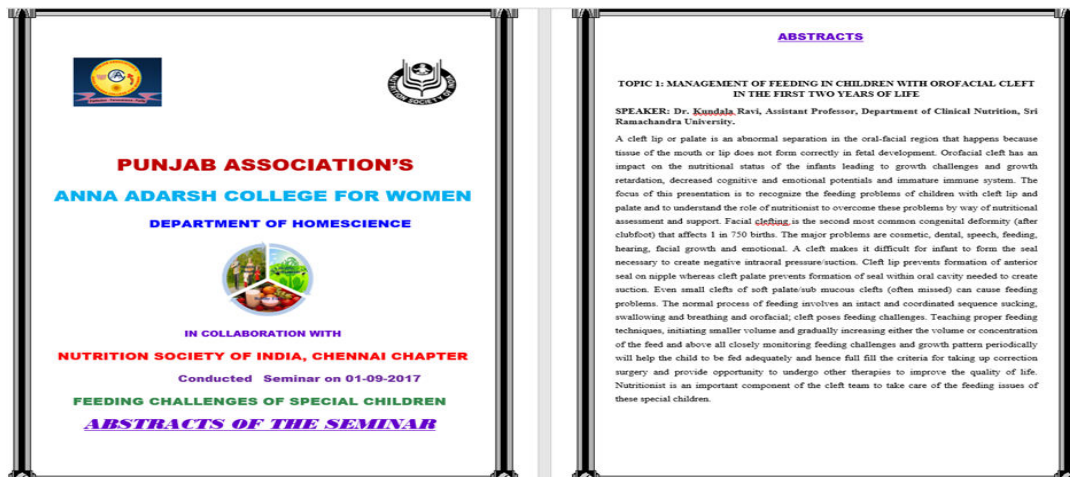 PUNJAB ASSOCIATION’S
ANNA ADARSH COLLEGE FOR WOMEN
DEPARTMENT OF HOMESCIENCE
IN COLLABORATION WITH
NUTRITION SOCIETY OF INDIA, CHENNAI CHAPTER
Conducted Seminar on 01-09-2017
FEEDING CHALLENGES OF SPECIAL CHILDREN
ABSTRACTS OF THE SEMINAR
ABSTRACTS
TOPIC 1: MANAGEMENT OF FEEDING IN CHILDREN WITH OROFACIAL CLEFT
IN THE FIRST TWO YEARS OF LIFE
SPEAKER: Dr. Kundala Ravi, Assistant Professor, Department of Clinical Nutrition, Sri
Ramachandra University.
A cleft lip or palate is an abnormal separation in the oral-facial region that happens because
tissue of the mouth or lip does not form correctly in fetal development. Orofacial cleft has an
impact on the nutritional status of the infants leading to growth challenges and growth
retardation, decreased cognitive and emotional potentials and immature immune system. The
focus of this presentation is to recognize the feeding problems of children with cleft lip and
palate and to understand the role of nutritionist to overcome these problems by way of nutritional
assessment and support. Facial clefting is the second most common congenital deformity (after
clubfoot) that affects 1 in 750 births. The major problems are cosmetic, dental, speech, feeding,
hearing, facial growth and emotional. A cleft makes it difficult for infant to form the seal
necessary to create negative intraoral pressure/suction. Cleft lip prevents formation of anterior
seal on nipple whereas cleft palate prevents formation of seal within oral cavity needed to create
suction. Even small clefts of soft palate/sub mucous clefts (often missed) can cause feeding
problems. The normal process of feeding involves an intact and coordinated sequence sucking,
swallowing and breathing and orofacial; cleft poses feeding challenges. Teaching proper feeding
techniques, initiating smaller volume and gradually increasing either the volume or concentration
of the feed and above all closely monitoring feeding challenges and growth pattern periodically
will help the child to be fed adequately and hence full fill the criteria for taking up correction
surgery and provide opportunity to undergo other therapies to improve the quality of life.
Nutritionist is an important component of the cleft team to take care of the feeding issues of
these special children.